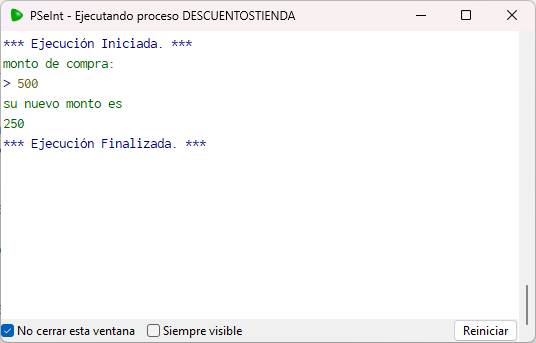 PSeInt - Ejecutando proceso DESCUENTOSTIENDA
*** Ejecución Iniciada. ***
monto de compra:
> 500
su nuevo monto es
250
*** Ejecución Finalizada. ***
No cerrar esta ventana
Siempre visible
Reiniciar